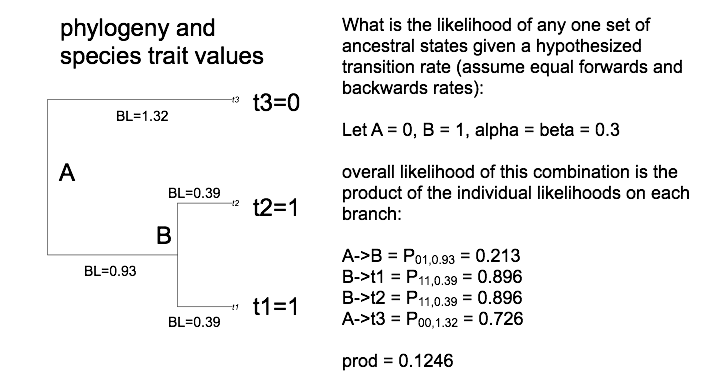 phylogeny and
species trait values
t3
t3=0
BL=1.32
A
BL=0.39
t2
t2=1
B
BL=0.93
t1
t1=1
BL=0.39
What is the likelihood of any one set of
ancestral states given a hypothesized
transition rate (assume equal forwards and
backwards rates):
Let A = 0, B = 1, alpha = beta = 0.3
overall likelihood of this combination is the
product of the individual likelihoods on each
branch:
A->B = P01,0.93 = 0.213
B->t1 = P11,0.39 = 0.896
B->t2 = P11,0.39 = 0.896
A->t3 = P00,1.32 = 0.726
prod = 0.1246